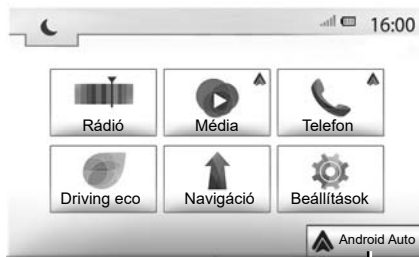 16:00
Rádió
Média
Telefon
Driving eco
Navigáció
Beállítások
Android Auto